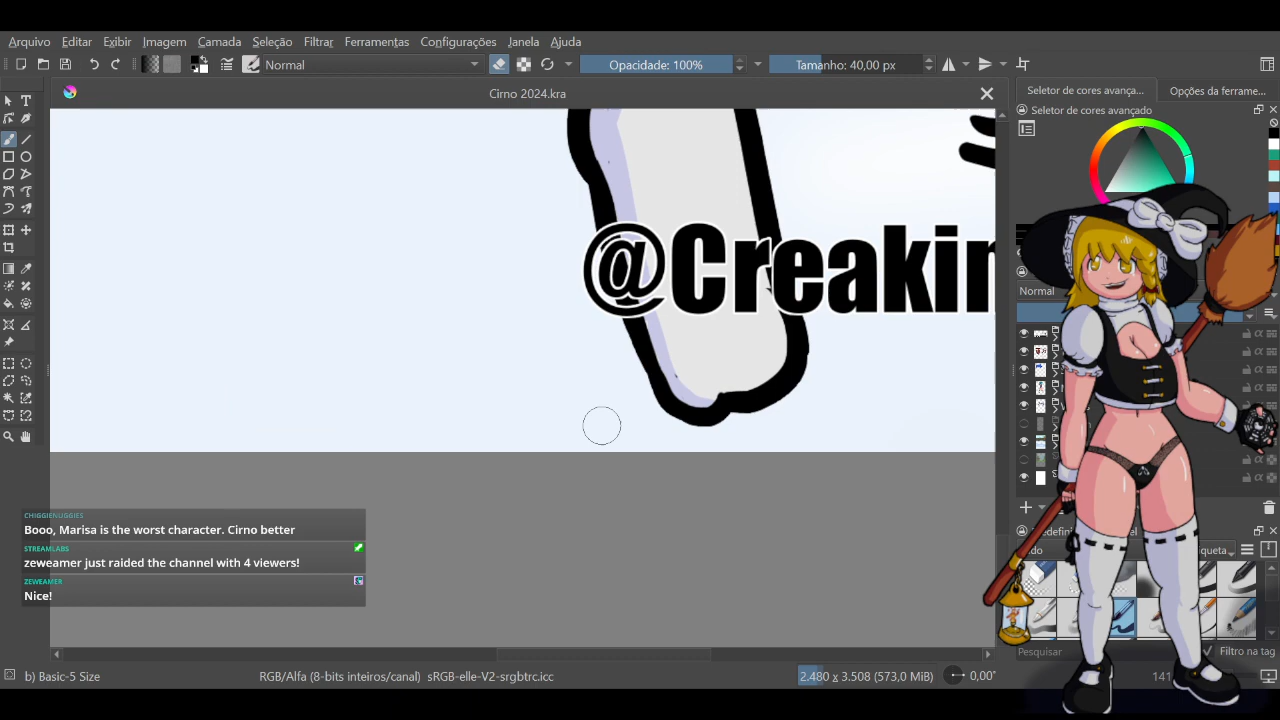 Arquivo Editar Exibir Imagem Camada Seleção Filtrar Ferramentas Configurações Janela Ajuda
Normal
Opacidade: 100%
Tamanho: 40,00 px
Cirno 2024.kra
Seletor de cores avança...
Opções da ferrame...
Seletor de cores avançado
@Creakin
Normal
CHIGGIENUGGIES
Booo, Marisa is the worst character. Cirno better
STREAMLABS
zeweamer just raided the channel with 4 viewers!
ZEWEAMER
Nice!
Pesquisar
Filtro na tag
b) Basic-5 Size
RGB/Alfa (8-bits inteiros/canal) sRGB-elle-V2-srgbtrc.icc
2.480 x 3.508 (573,0 MiB)
0,00°